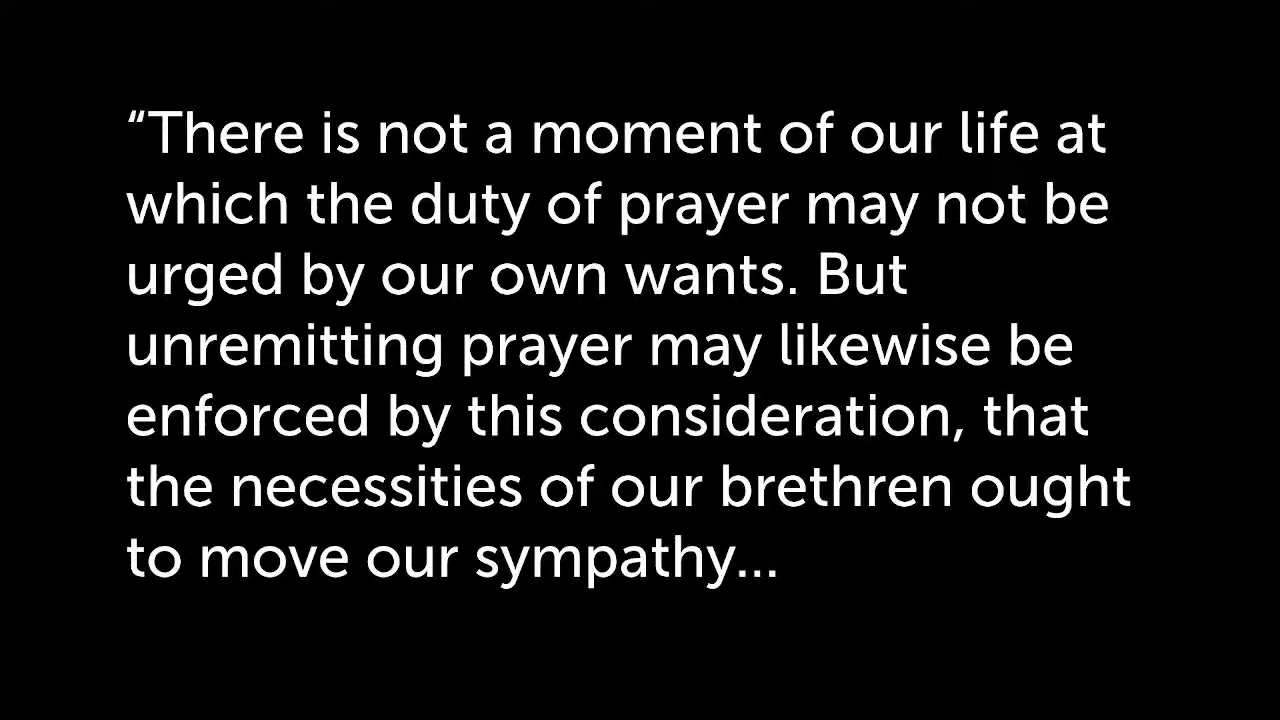 “There is not a moment of our life at
which the duty of prayer may not be
urged by our own wants. But
unremitting prayer may likewise be
enforced by this consideration, that
the necessities of our brethren ought
to move our sympathy...